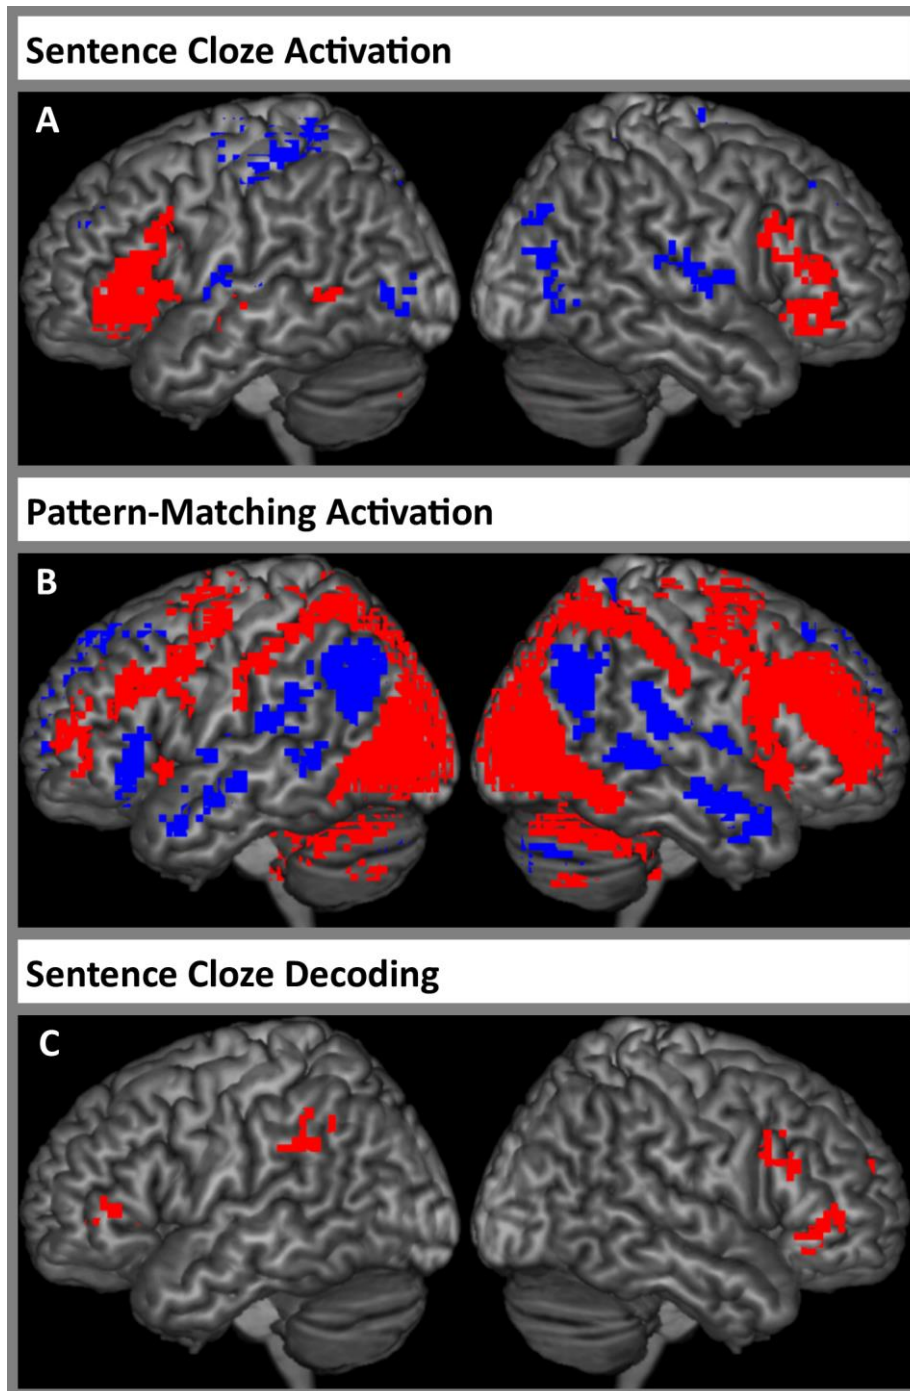 Sentence Cloze Activation
A
Pattern-Matching Activation
B
Sentence Cloze Decoding
C